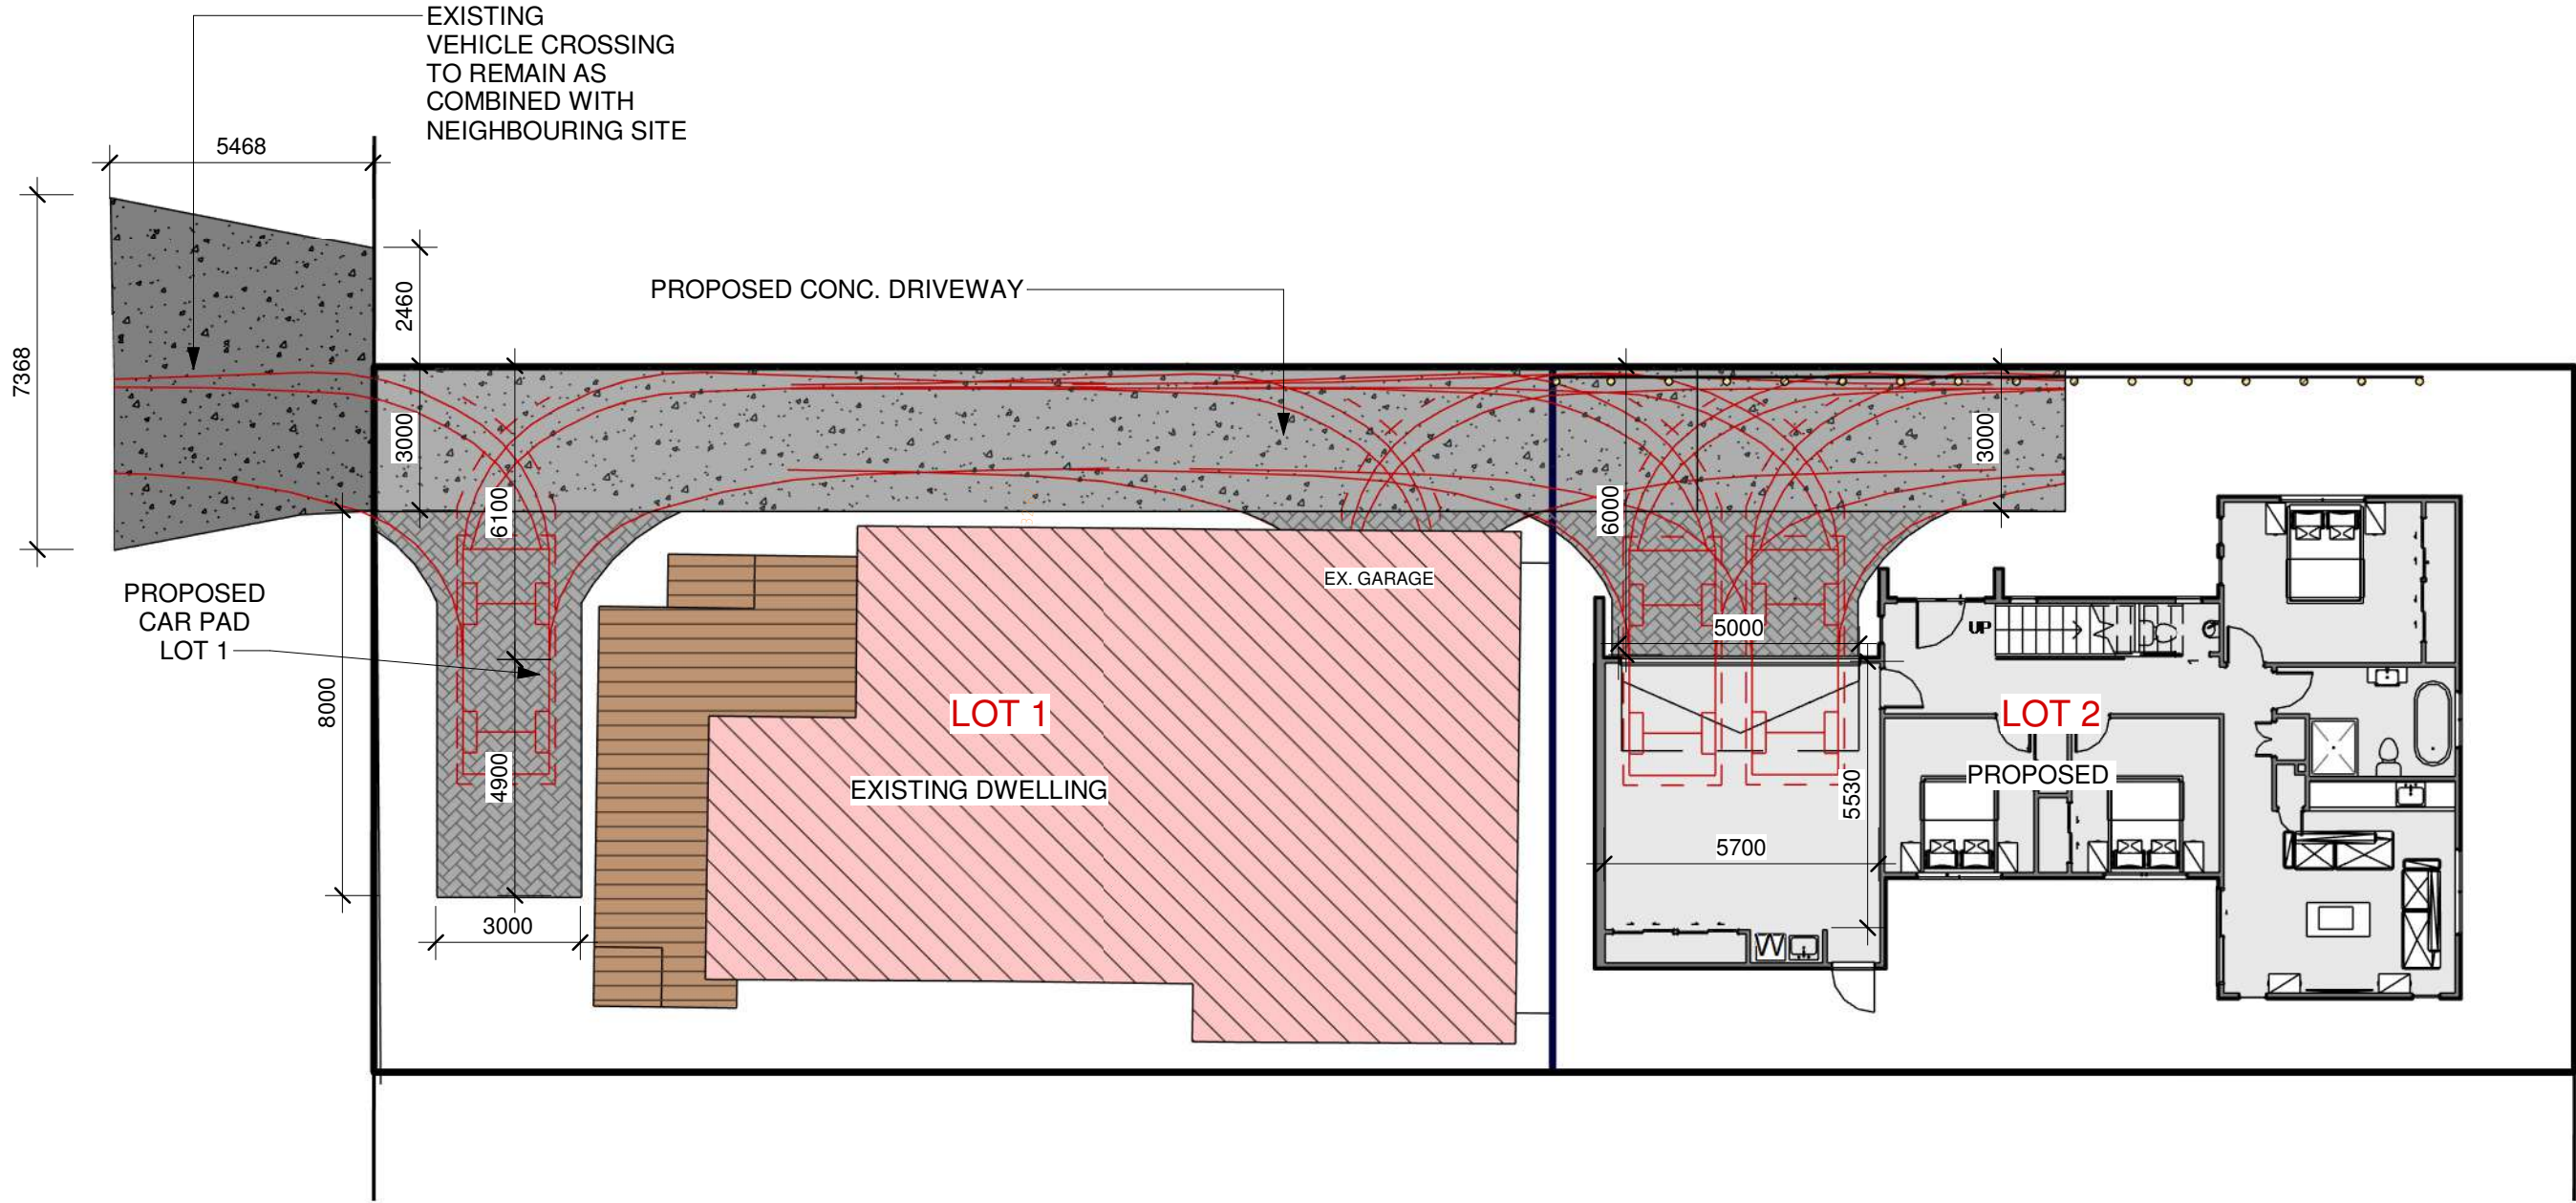 EXISTING
VEHICLE CROSSING
TO REMAIN AS
COMBINED WITH
NEIGHBOURING SITE
5468
7368
2460
PROPOSED CONC. DRIVEWAY
3000
6100
6000
3000
PROPOSED
CAR PAD
LOT 1
EX. GARAGE
5000
UP
8000
4900
LOT 1
LOT 2
EXISTING DWELLING
PROPOSED
5530
5700
3000
W